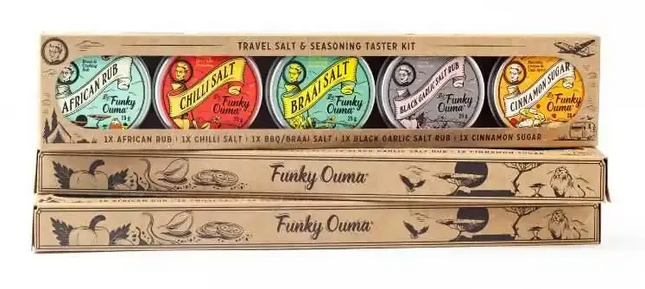 TRAVEL SALT & SEASONING TASTER KIT
AFRICAN RUB
By Funky
Ouma
CHILLI SALT
By Funky
Ouma
BRAAI SALT
By Funky
Ouma
BLACK GARLIC SALT RUB
By Funky
Ouma
CINNAMON SUGAR
By Funky
Ouma
25 g
1X AFRICAN RUB | 1X CHILLI SALT | 1X BBQ/BRAAI SALT | 1X BLACK GARLIC SALT RUB | 1X CINNAMON SUGAR
Funky Ouma
Funky Ouma